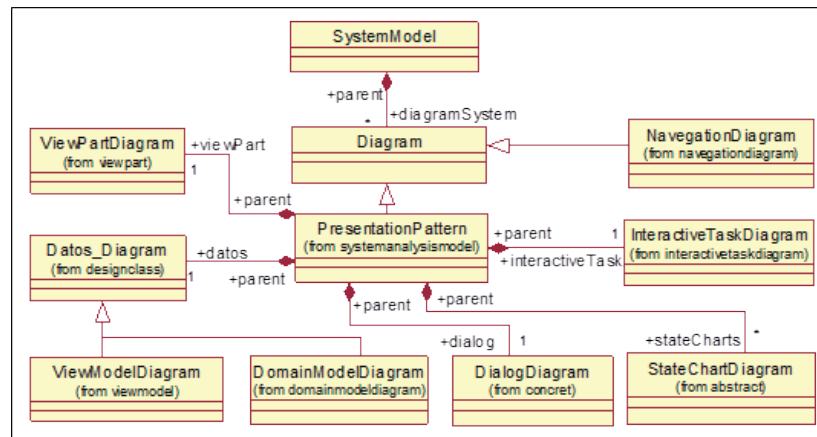 SystemModel
+parent
+diagramSystem
*
Diagram
NavegationDiagram
(from navegationdiagram)
ViewPartDiagram
(from viewpart)
+viewPart
1
+parent
PresentationPattern
(from systemanalysismodel)
+parent
1
+interactiveTask
InteractiveTaskDiagram
(from interactivetaskdiagram)
Datos_Diagram
(from designclass)
+datos
1
+parent
+parent
+parent
+dialog
1
+stateCharts
*
ViewModelDiagram
(from viewmodel)
DomainModelDiagram
(from domainmodeldiagram)
DialogDiagram
(from concret)
StateChartDiagram
(from abstract)